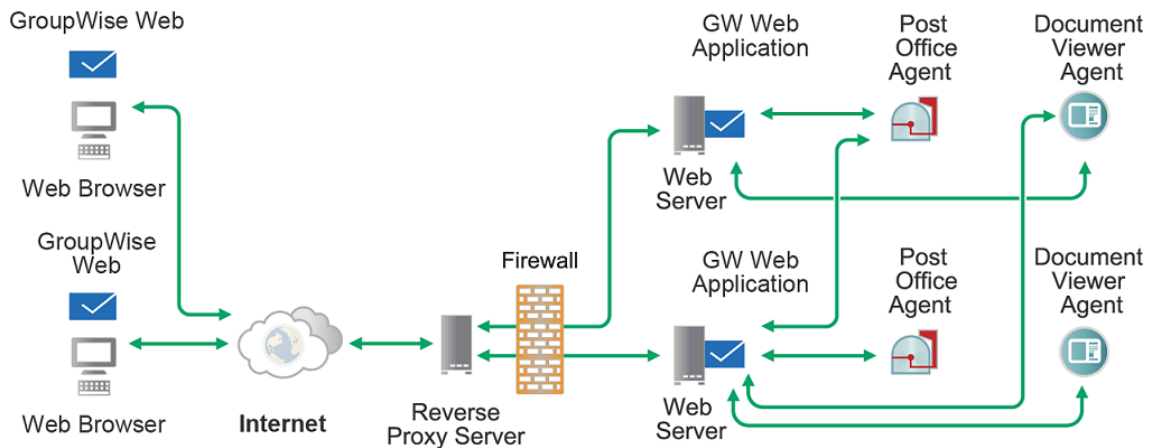 GroupWise Web
Web Browser
GroupWise
Web
Web Browser
Internet
Reverse
Proxy Server
Firewall
GW Web
Application
Web
Server
Post
Office
Agent
Document
Viewer
Agent
GW Web
Application
Web
Server
Post
Office
Agent
Document
Viewer
Agent